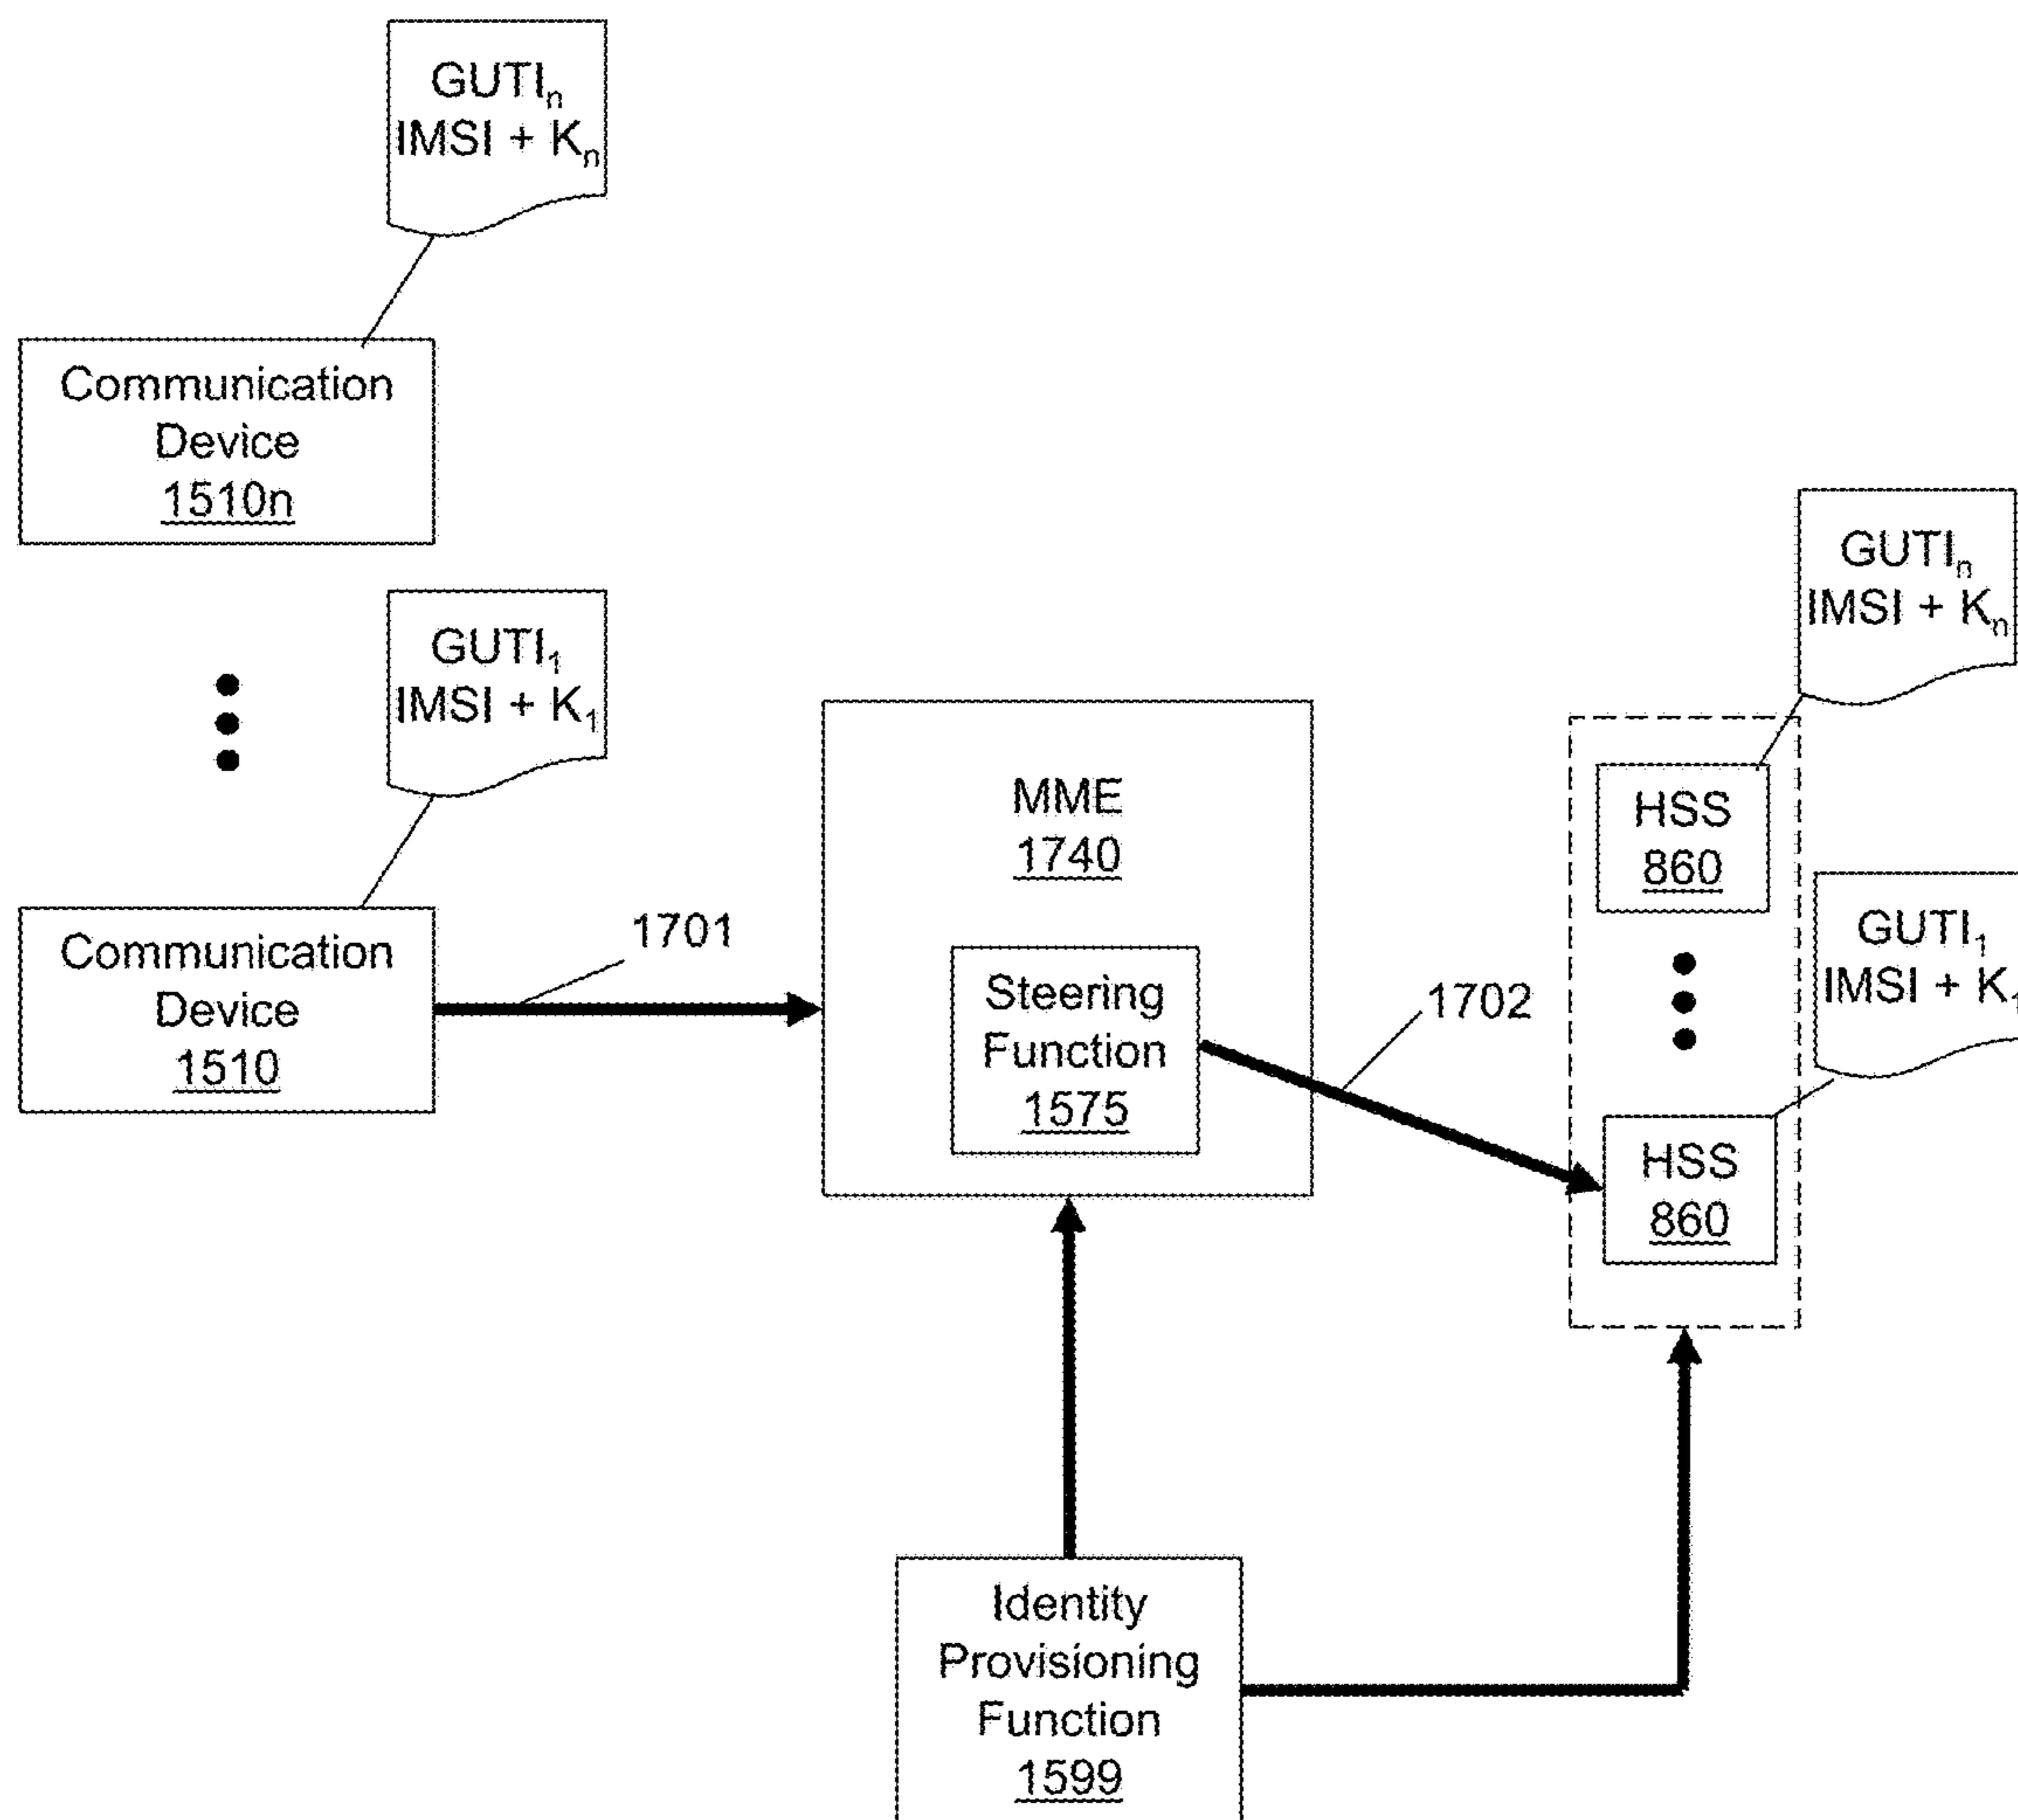 GUTIₙ
IMSI + Kₙ
Communication
Device
1510n
GUTI₁
IMSI + K₁
Communication
Device
1510
1701
MME
1740
Steering
Function
1575
1702
GUTIₙ
IMSI + Kₙ
HSS
860
GUTI₁
IMSI + K₁
HSS
860
Identity
Provisioning
Function
1599